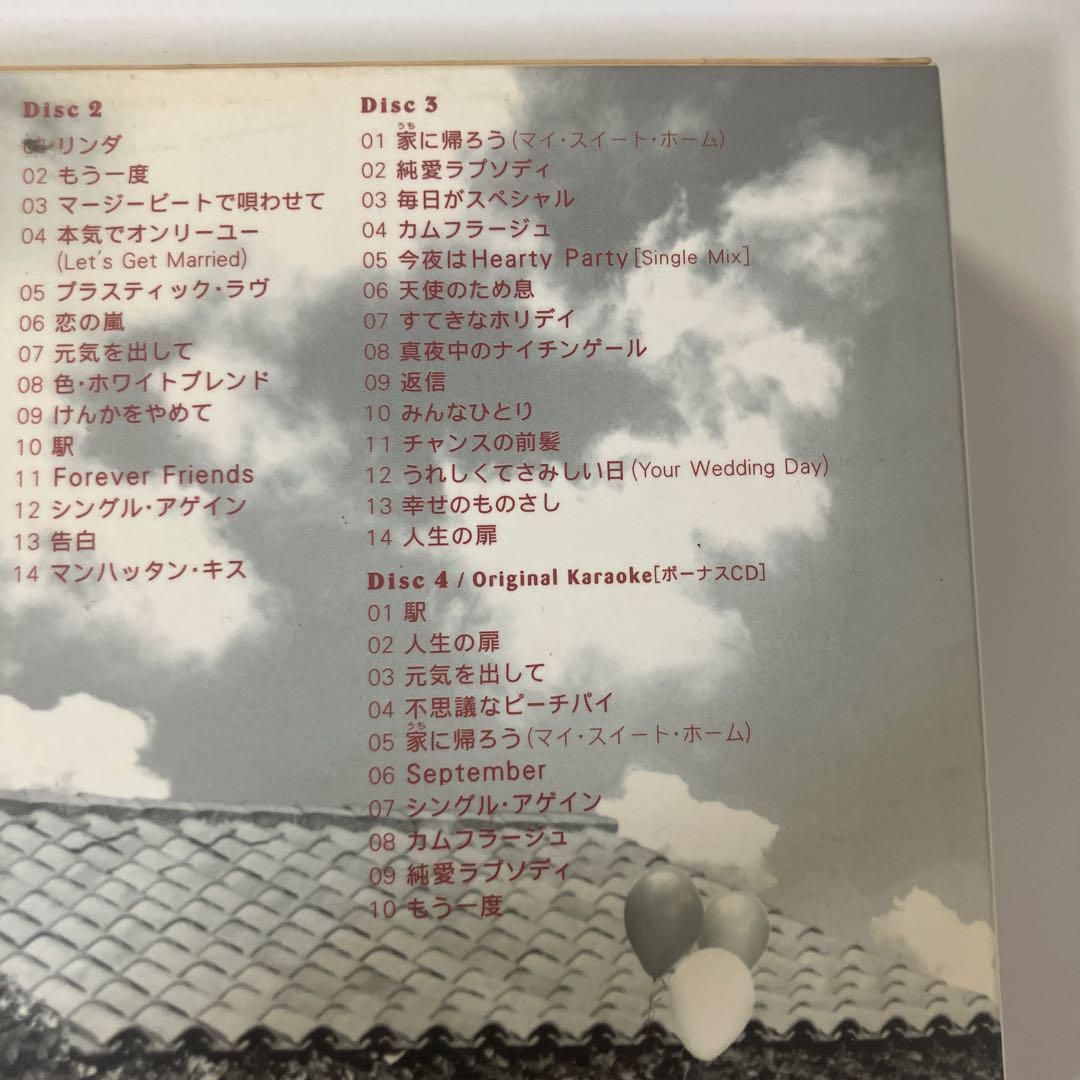 Disc 2
リンダ
02 もう一度
03 マージービートで唄わせて
04 本気でオンリーユー
(Let's Get Married)
05 プラスティック・ラヴ
06 恋の嵐
07 元気を出して
08 色・ホワイトブレンド
09 けんかをやめて
10 駅
11 Forever Friends
12 シングル・アゲイン
13 告白
14 マンハッタン・キス
Disc 3
うち
01 家に帰ろう(マイ・スイート・ホーム)
02 純愛ラプソディ
03 毎日がスペシャル
04 カムフラージュ
05 今夜はHearty Party[Single Mix]
06 天使のため息
07 すてきなホリデイ
08 真夜中のナイチンゲール
09 返信
10 みんなひとり
11 チャンスの前髪
12 うれしくてさみしい日(Your Wedding Day)
13 幸せのものさし
14 人生の扉
Disc 4 / Original Karaoke[ボーナスCD]
01 駅
02 人生の扉
03 元気を出して
04 不思議なピーチパイ
うち
05 家に帰ろう(マイ・スイート・ホーム)
06 September
07 シングル・アゲイン
08 カムフラージュ
09 純愛ラプソディ
10 もう一度